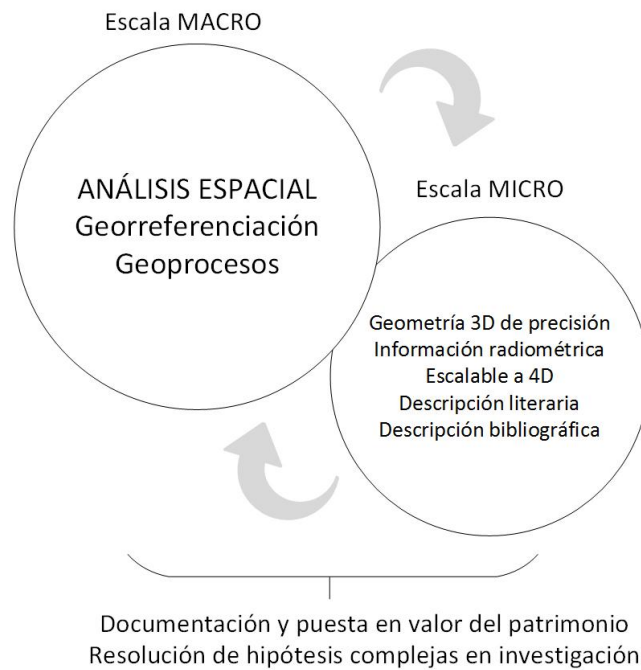 Escala MACRO
ANÁLISIS ESPACIAL
Georreferenciación
Geoprocesos
Escala MICRO
Geometría 3D de precisión
Información radiométrica
Escalable a 4D
Descripción literaria
Descripción bibliográfica
Documentación y puesta en valor del patrimonio
Resolución de hipótesis complejas en investigación